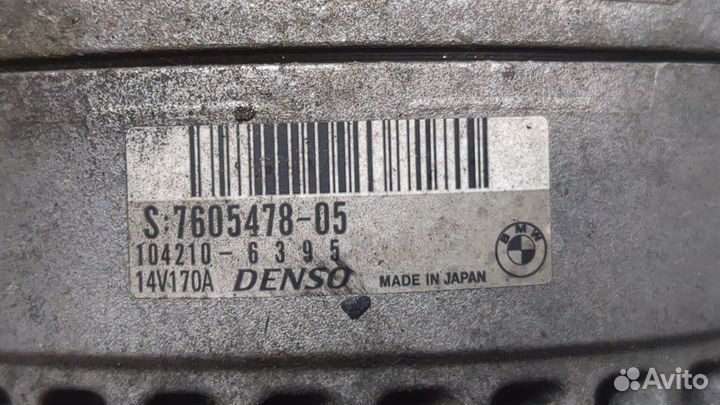 S:7605478-05
104210-6395
14V170A DENSO MADE IN JAPAN
BMW
Avito